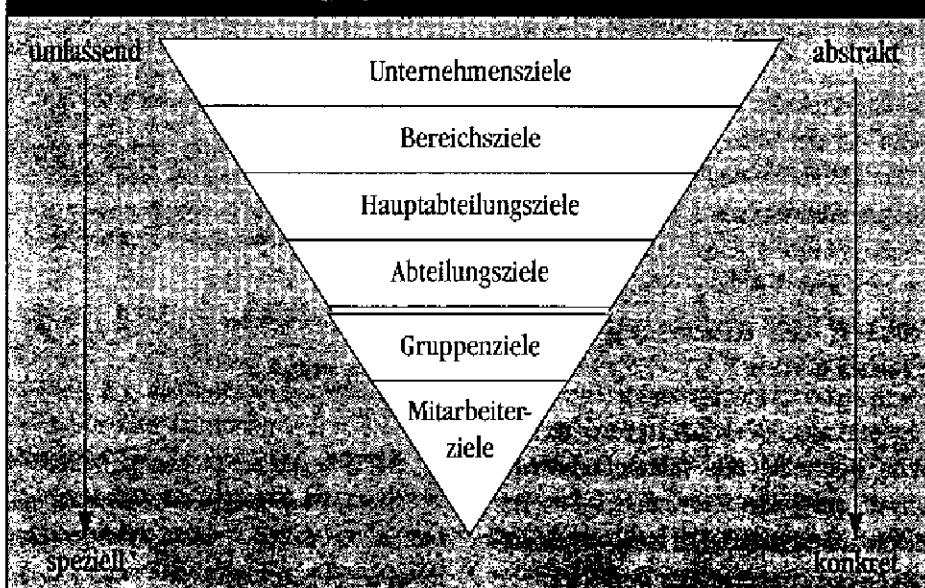 umfassend
abstrakt
Unternehmensziele
Bereichsziele
Hauptabteilungsziele
Abteilungsziele
Gruppenziele
Mitarbeiter-
ziele
speziell
konkret